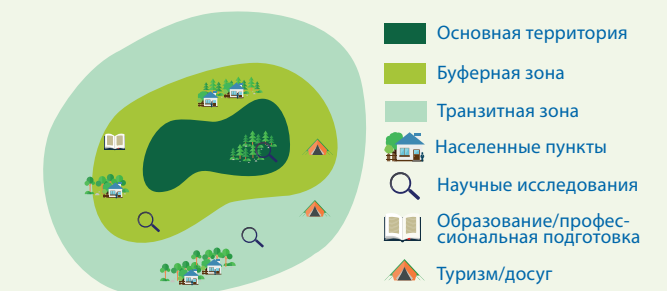 Основная территория
Буферная зона
Транзитная зона
Населенные пункты
Научные исследования
Образование/профес-
сиональная подготовка
Туризм/досуг